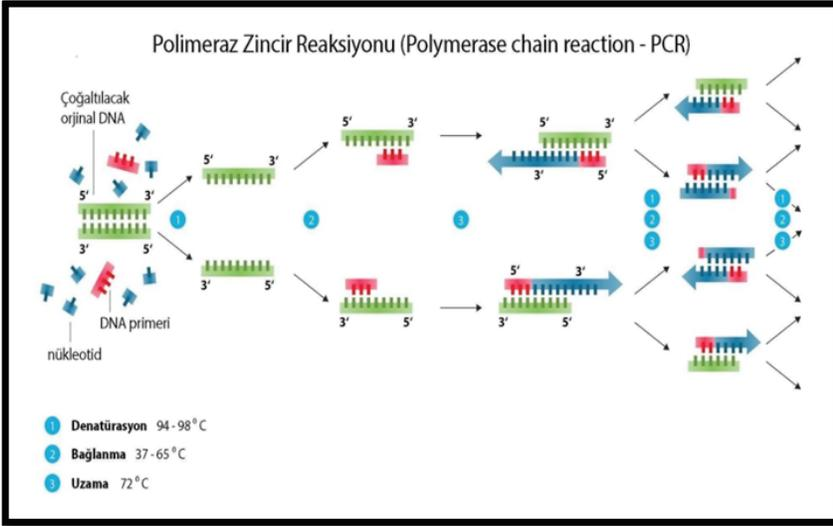 Polimeraz Zincir Reaksiyonu (Polymerase chain reaction - PCR)
Çoğaltılacak
orjinal DNA
5' 3'
3' 5'
DNA primeri
nükleotid
1
5' 3'
3' 5'
2
5' 3'
3' 5'
3
5' 3'
3' 5'
5' 3'
3' 5'
1
2
3
1
2
3
1 Denatürasyon 94-98°C
2 Bağlanma 37-65°C
3 Uzama 72°C